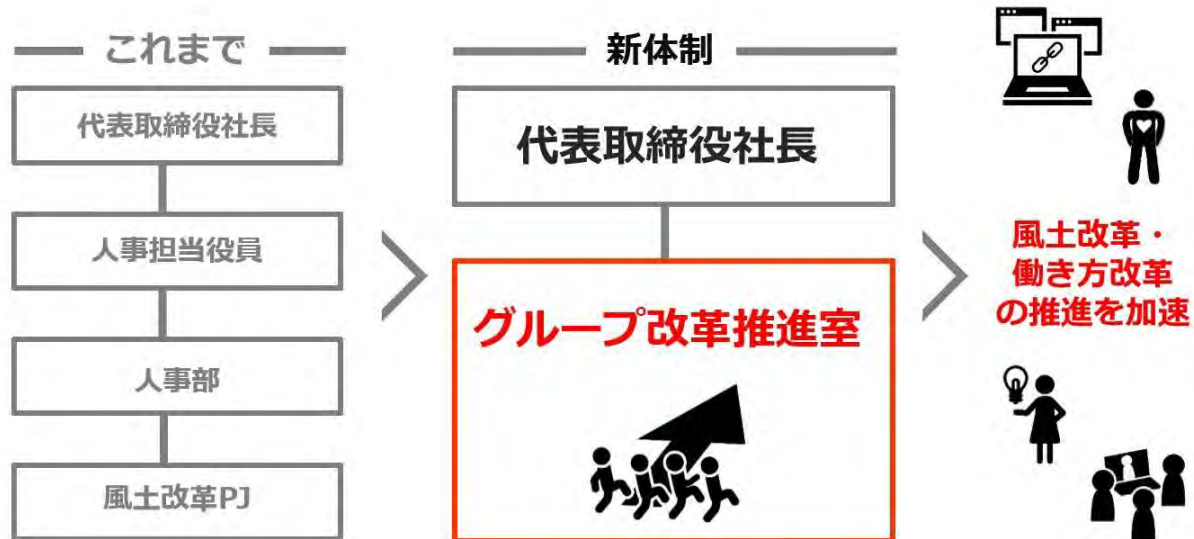 これまで
代表取締役社長
人事担当役員
人事部
風土改革PJ
新体制
代表取締役社長
グループ改革推進室
風土改革・
働き方改革
の推進を加速